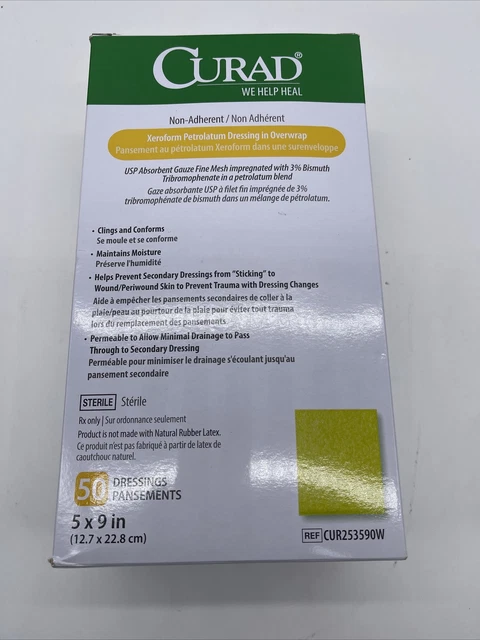 CURAD®
WE HELP HEAL
Non-Adherent / Non Adhérent
Xeroform Petrolatum Dressing in Overwrap
Pansement au pétrolatum Xeroform dans une surenveloppe
USP Absorbent Gauze Fine Mesh impregnated with 3% Bismuth
Tribromophenate in a petrolatum blend
Gaze absorbante USP à filet fin imprégnée de 3%
tribromophénate de bismuth dans un mélange de pétrolatum.
• Clings and Conforms
Se moule et se conforme
• Maintains Moisture
Préserve l'humidité
• Helps Prevent Secondary Dressings from "Sticking" to
Wound/Periwound Skin to Prevent Trauma with Dressing Changes
Aide à empêcher les pansements secondaires de coller à la
plaie/peau au pourtour de la plaie pour éviter tout trauma
lors du remplacement des pansements
• Permeable to Allow Minimal Drainage to Pass
Through to Secondary Dressing
Perméable pour minimiser le drainage s'écoulant jusqu'au
pansement secondaire
STERILE Stérile
Rx only | Sur ordonnance seulement
Product is not made with Natural Rubber Latex.
Ce produit n'est pas fabriqué à partir de latex de
caoutchouc naturel.
50 DRESSINGS
PANSEMENTS
5 x 9 in
(12.7 x 22.8 cm)
REF CUR253590W